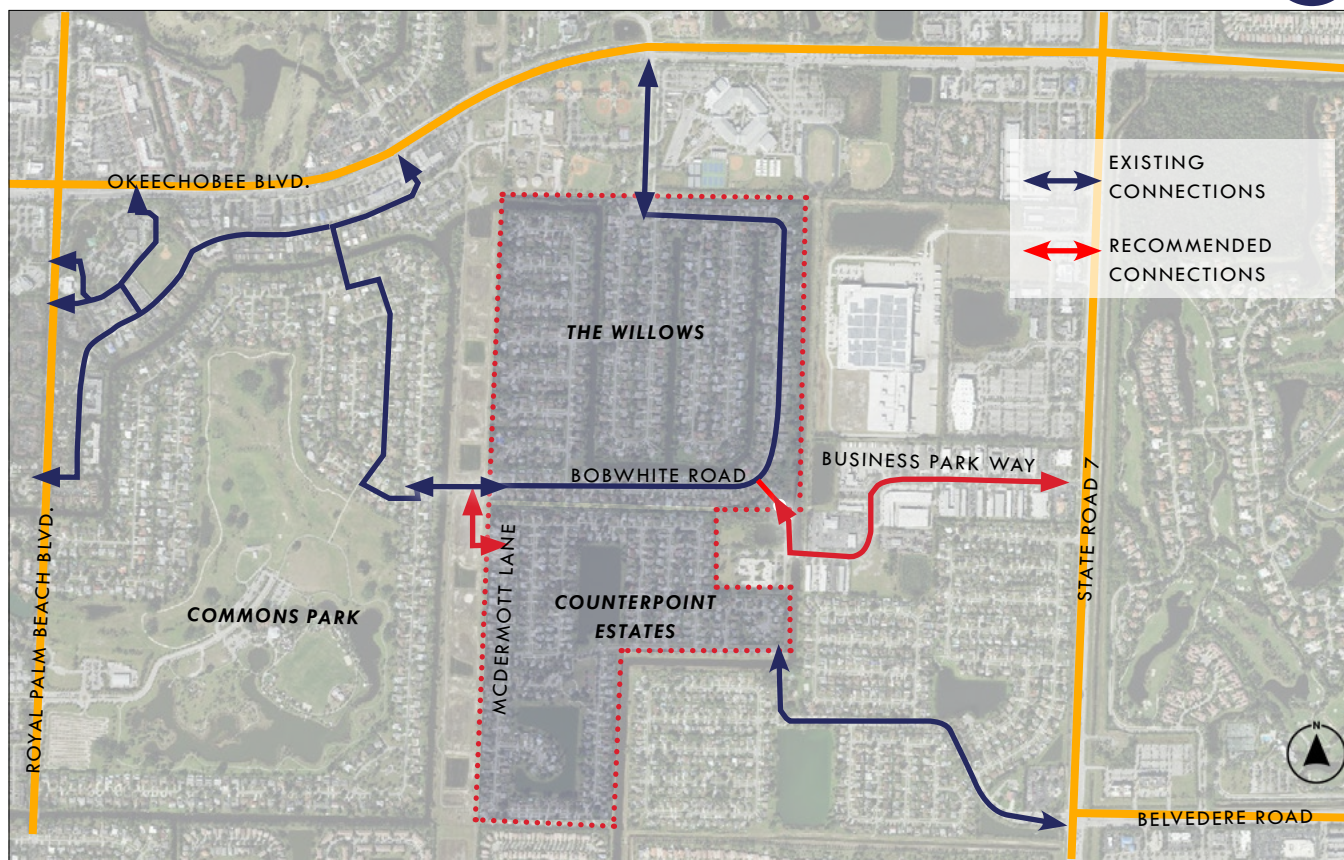 OKEECHOBEE BLVD.
EXISTING
CONNECTIONS
RECOMMENDED
CONNECTIONS
THE WILLOWS
BOBWHITE ROAD
BUSINESS PARK WAY
STATE ROAD 7
MCDERMOTT LANE
COUNTERPOINT
ESTATES
COMMONS PARK
ROYAL PALM BEACH BLVD.
N
BELVEDERE ROAD